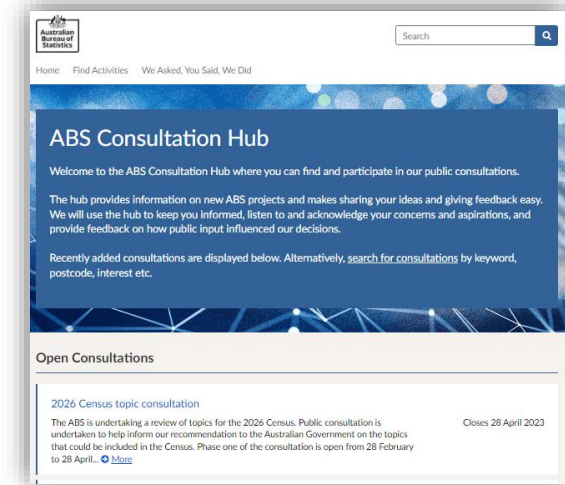 Australian
Bureau of
Statistics
Search
Home Find Activities We Asked, You Said, We Did
ABS Consultation Hub
Welcome to the ABS Consultation Hub where you can find and participate in our public consultations.
The hub provides information on new ABS projects and makes sharing your ideas and giving feedback easy.
We will use the hub to keep you informed, listen to and acknowledge your concerns and aspirations, and
provide feedback on how public input influenced our decisions.
Recently added consultations are displayed below. Alternatively, search for consultations by keyword,
postcode, interest etc.
Open Consultations
2026 Census topic consultation
The ABS is undertaking a review of topics for the 2026 Census. Public consultation is
Closes 28 April 2023
undertaken to help inform our recommendation to the Australian Government on the topics
that could be included in the Census. Phase one of the consultation is open from 28 February
to 28 April... More